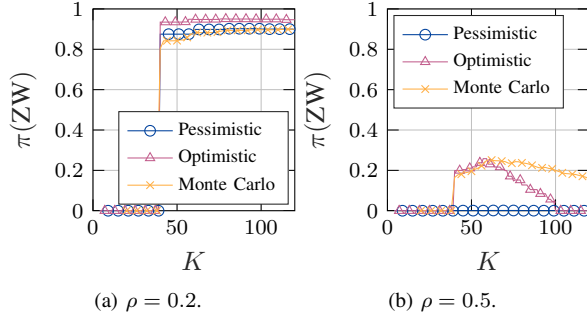 1
0.8
0.6
0.4
0.2
0
π(ZW)
Pessimistic
Optimistic
Monte Carlo
0 50 100
K
(a) ρ = 0.2.
1
0.8
0.6
0.4
0.2
0
π(ZW)
Pessimistic
Optimistic
Monte Carlo
0 50 100
K
(b) ρ = 0.5.